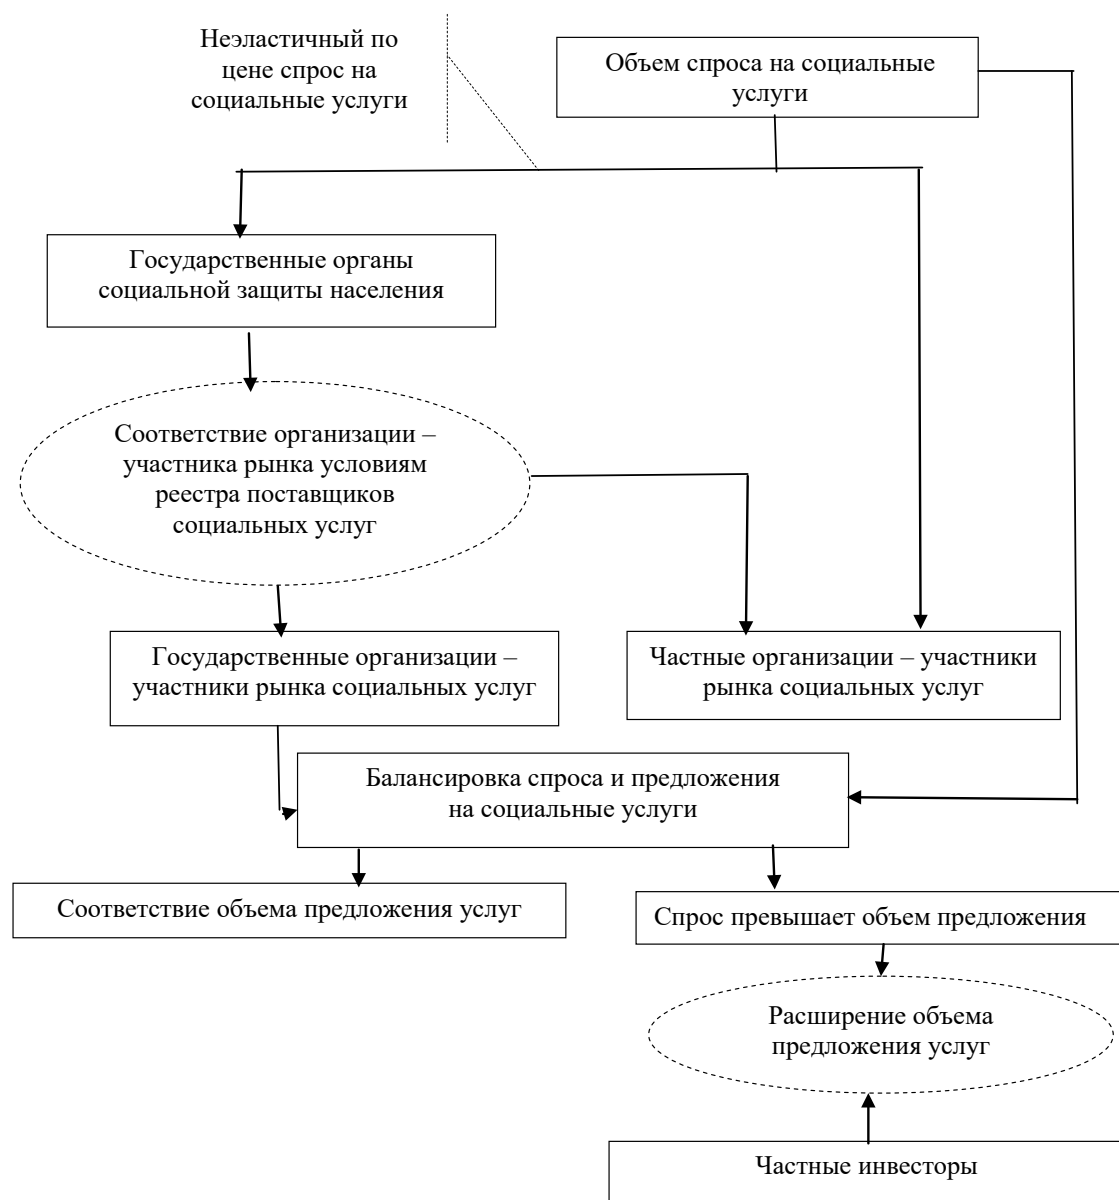 Неэластичный по
цене спрос на
социальные услуги
Объем спроса на социальные
услуги
Государственные органы
социальной защиты населения
Соответствие организации –
участника рынка условиям
реестра поставщиков
социальных услуг
Государственные организации –
участники рынка социальных услуг
Частные организации – участники
рынка социальных услуг
Балансировка спроса и предложения
на социальные услуги
Соответствие объема предложения услуг
Спрос превышает объем предложения
Расширение объема
предложения услуг
Частные инвесторы